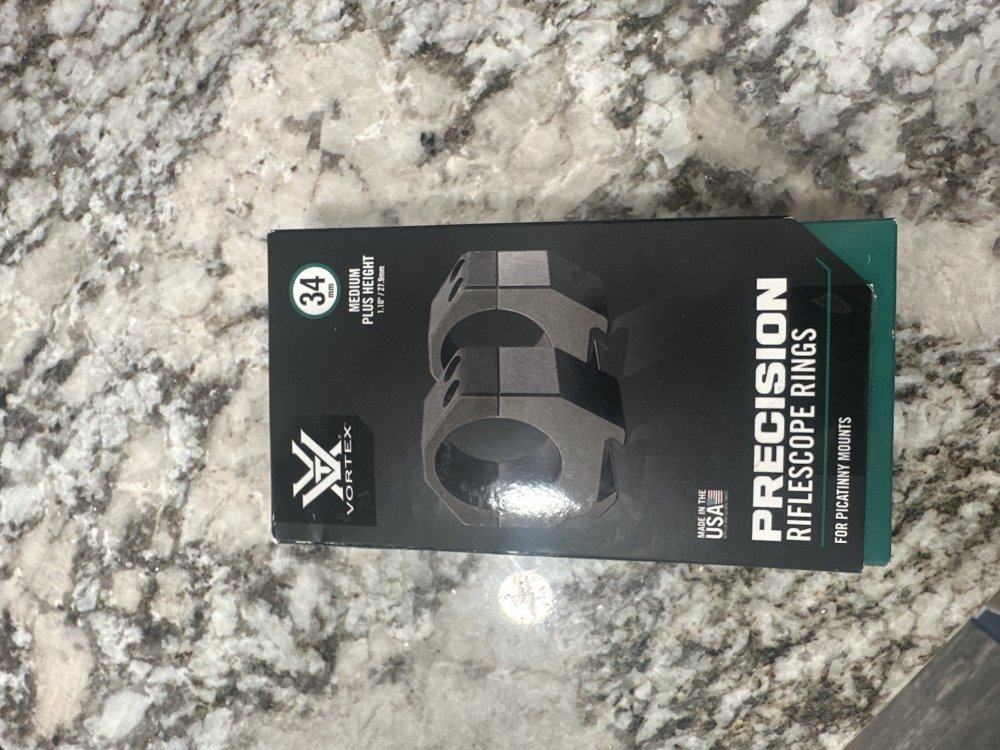 VORTEX
34
mm
MEDIUM
PLUS HEIGHT
1.10" / 27.9mm
MADE IN THE
USA
PRECISION
RIFLESCOPE RINGS
FOR PICATINNY MOUNTS